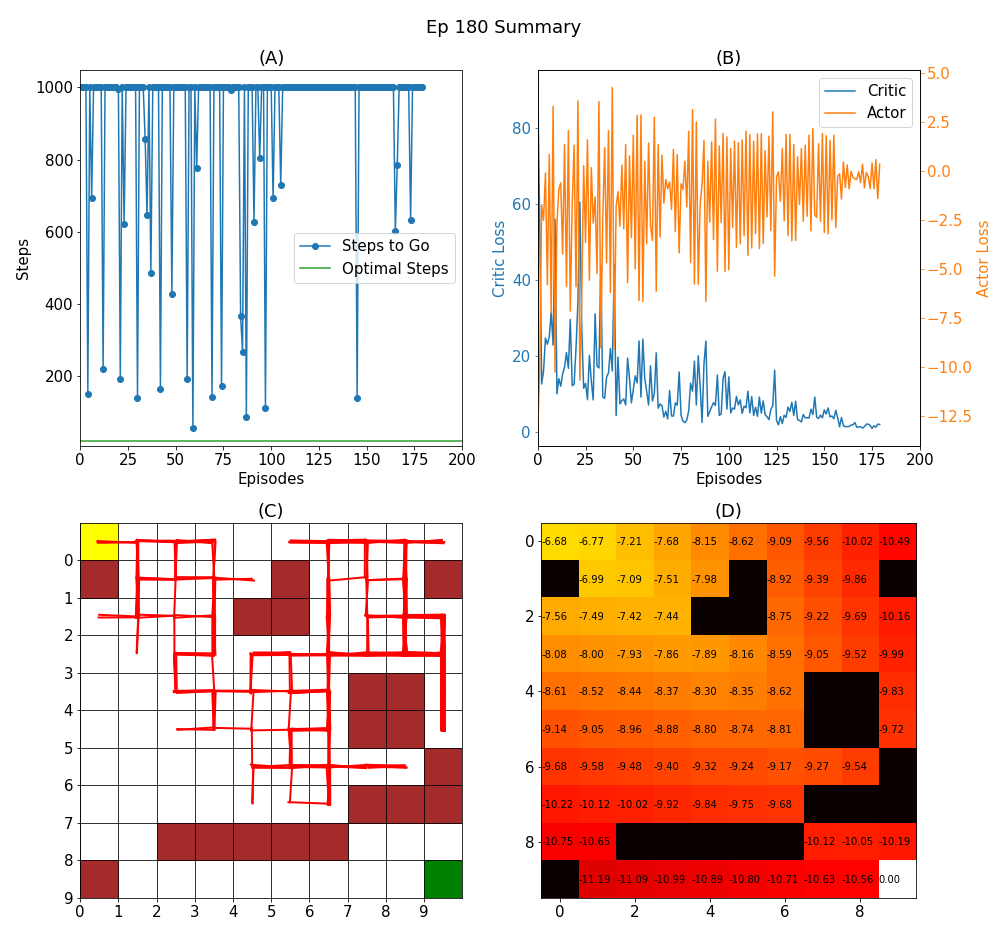 Ep 180 Summary
(A)
1000
800
600
400
200
Steps
0 25 50 75 100 125 150 175 200
Episodes
Steps to Go
Optimal Steps
(B)
80
60
40
20
0
Critic Loss
0 25 50 75 100 125 150 175 200
Episodes
Critic
Actor
5.0
2.5
0.0
−2.5
−5.0
−7.5
−10.0
−12.5
Actor Loss
(C)
0
1
2
3
4
5
6
7
8
9
0 1 2 3 4 5 6 7 8 9
(D)
0 -6.68 -6.77 -7.21 -7.68 -8.15 -8.62 -9.09 -9.56 -10.02 -10.49
-6.99 -7.09 -7.51 -7.98 -8.92 -9.39 -9.86
2 -7.56 -7.49 -7.42 -7.44 -8.75 -9.22 -9.69 -10.16
-8.08 -8.00 -7.93 -7.86 -7.89 -8.16 -8.59 -9.05 -9.52 -9.99
4 -8.61 -8.52 -8.44 -8.37 -8.30 -8.35 -8.62 -9.83
-9.14 -9.05 -8.96 -8.88 -8.80 -8.74 -8.81 -9.72
6 -9.68 -9.58 -9.48 -9.40 -9.32 -9.24 -9.17 -9.27 -9.54
-10.22 -10.12 -10.02 -9.92 -9.84 -9.75 -9.68
8 -10.75 -10.65 -10.12 -10.05 -10.19
-11.19 -11.09 -10.99 -10.89 -10.80 -10.71 -10.63 -10.56 0.00
0 2 4 6 8